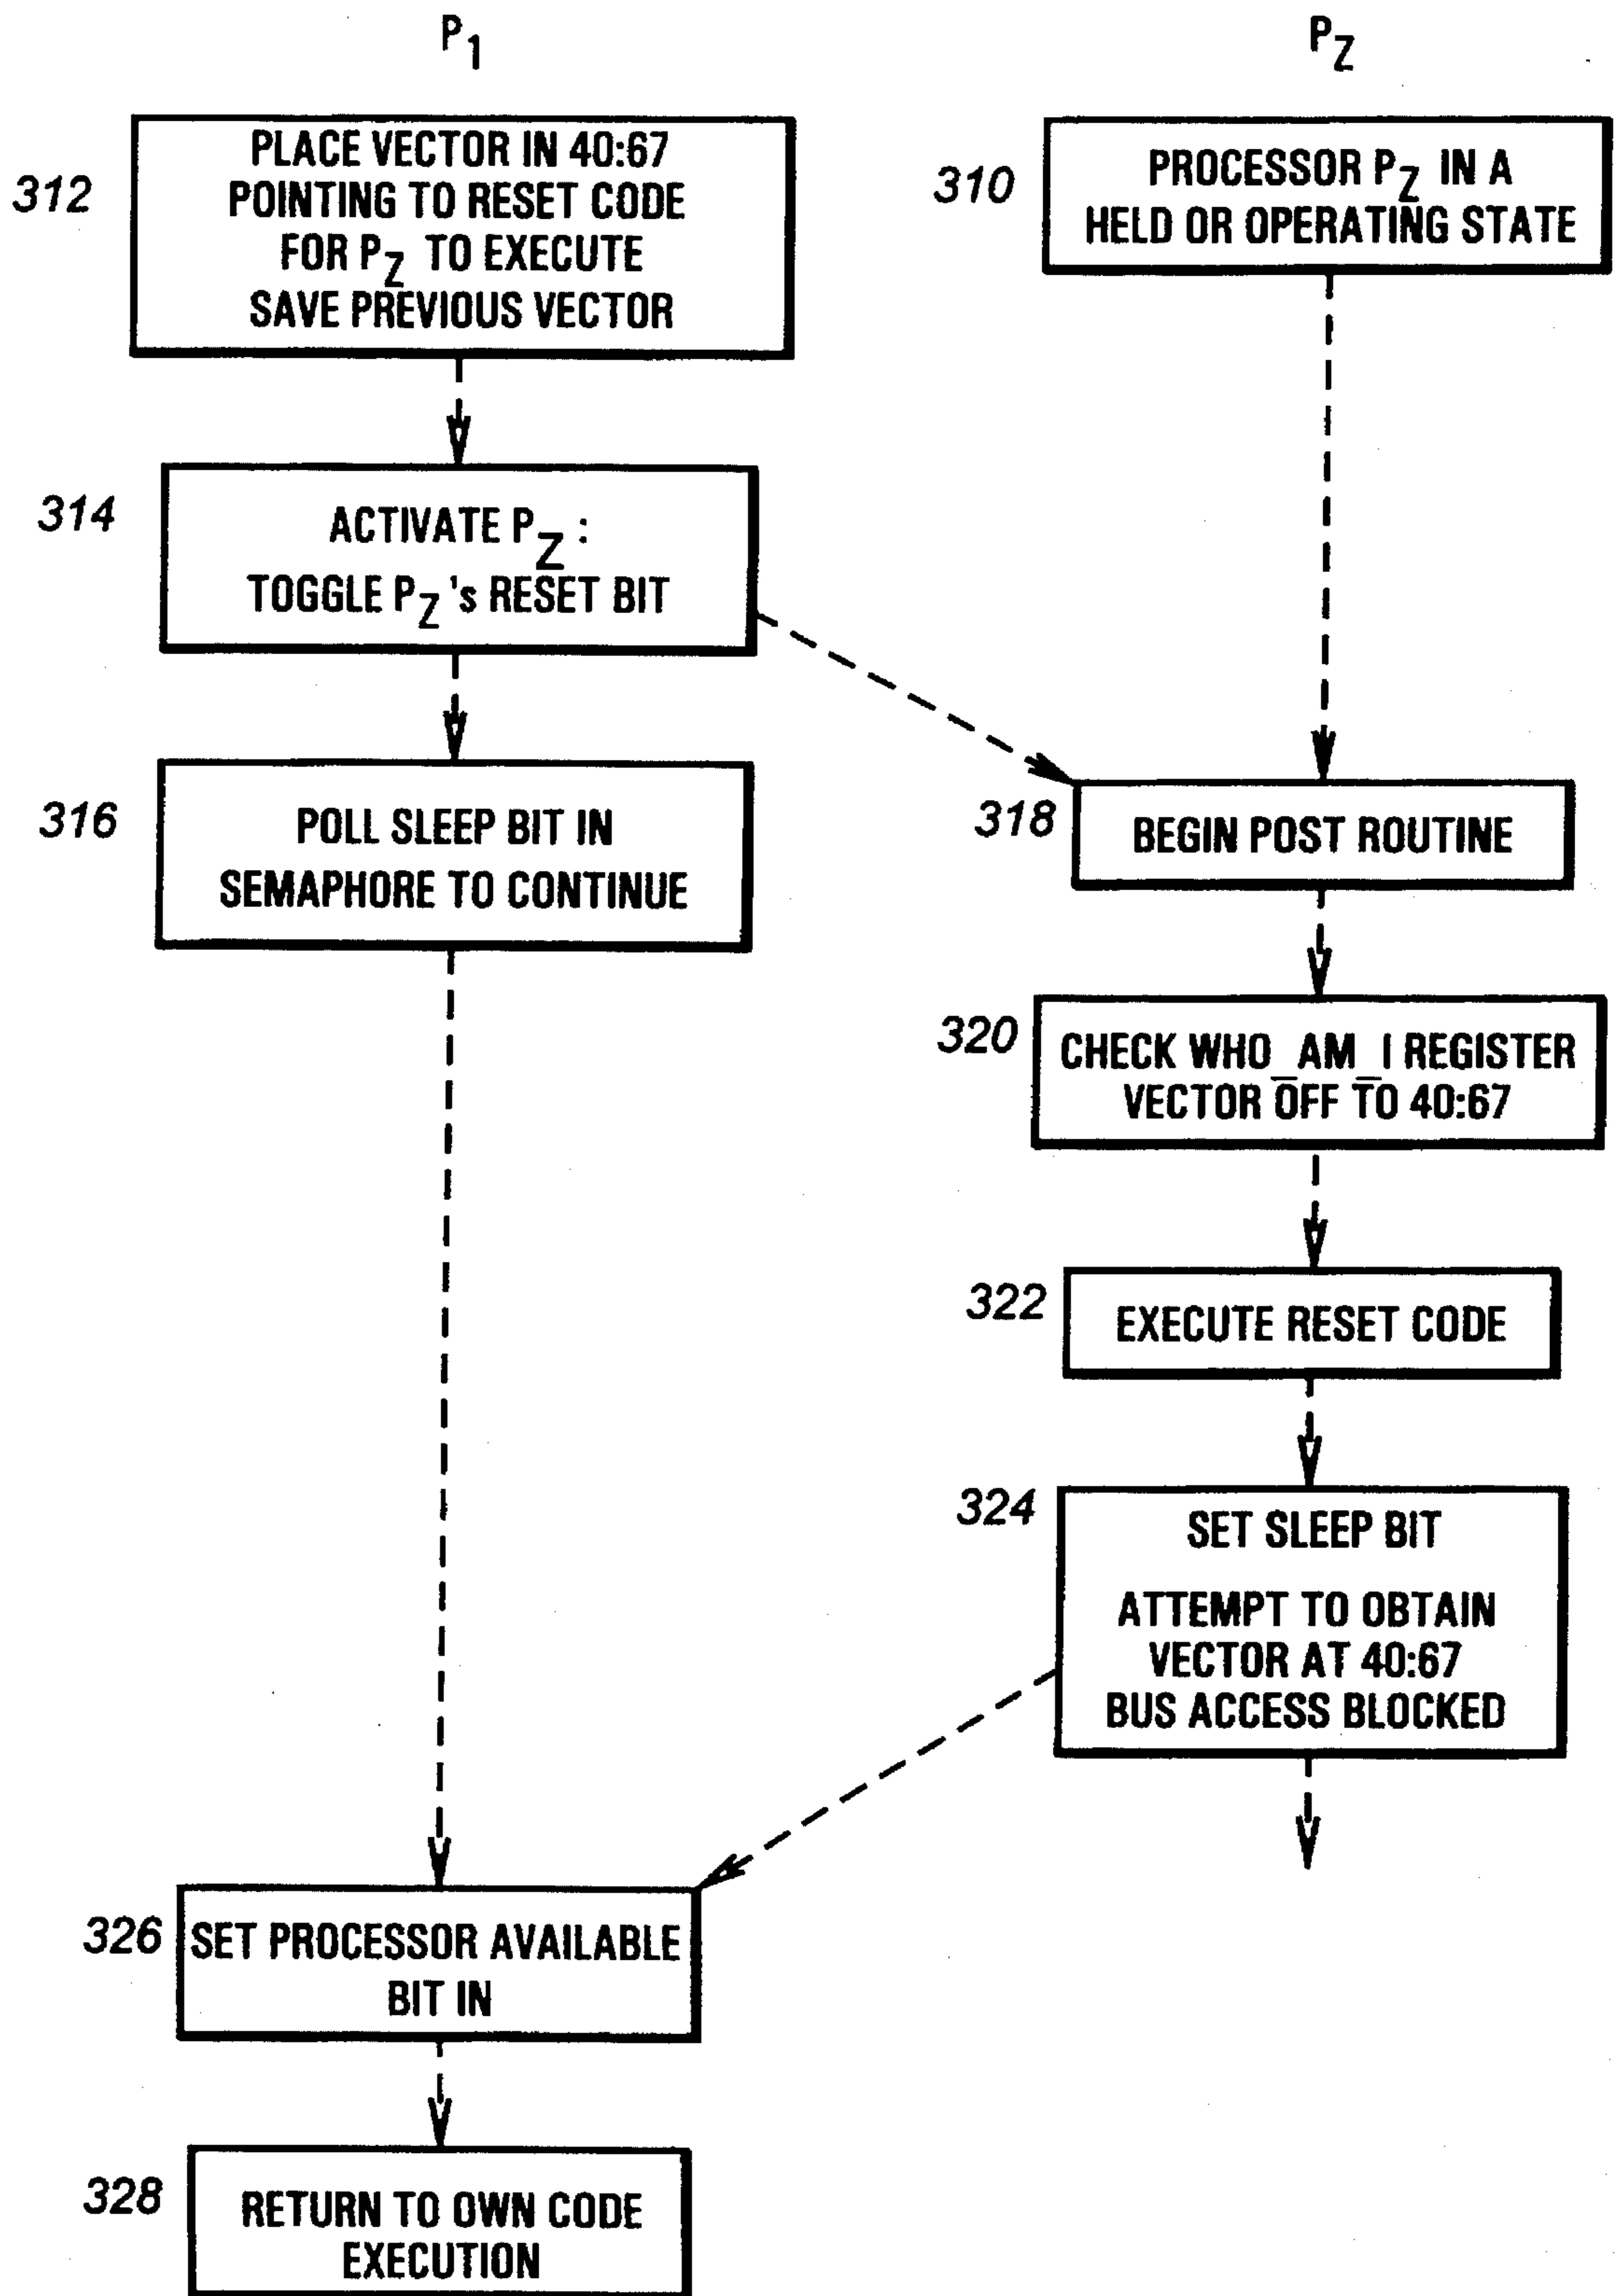 P1
PZ
312
PLACE VECTOR IN 40:67
POINTING TO RESET CODE
FOR PZ TO EXECUTE
SAVE PREVIOUS VECTOR
310
PROCESSOR PZ IN A
HELD OR OPERATING STATE
314
ACTIVATE PZ :
TOGGLE PZ's RESET BIT
316
POLL SLEEP BIT IN
SEMAPHORE TO CONTINUE
318
BEGIN POST ROUTINE
320
CHECK WHO_AM_I REGISTER
VECTOR OFF TO 40:67
322
EXECUTE RESET CODE
324
SET SLEEP BIT
ATTEMPT TO OBTAIN
VECTOR AT 40:67
BUS ACCESS BLOCKED
326
SET PROCESSOR AVAILABLE
BIT IN
328
RETURN TO OWN CODE
EXECUTION